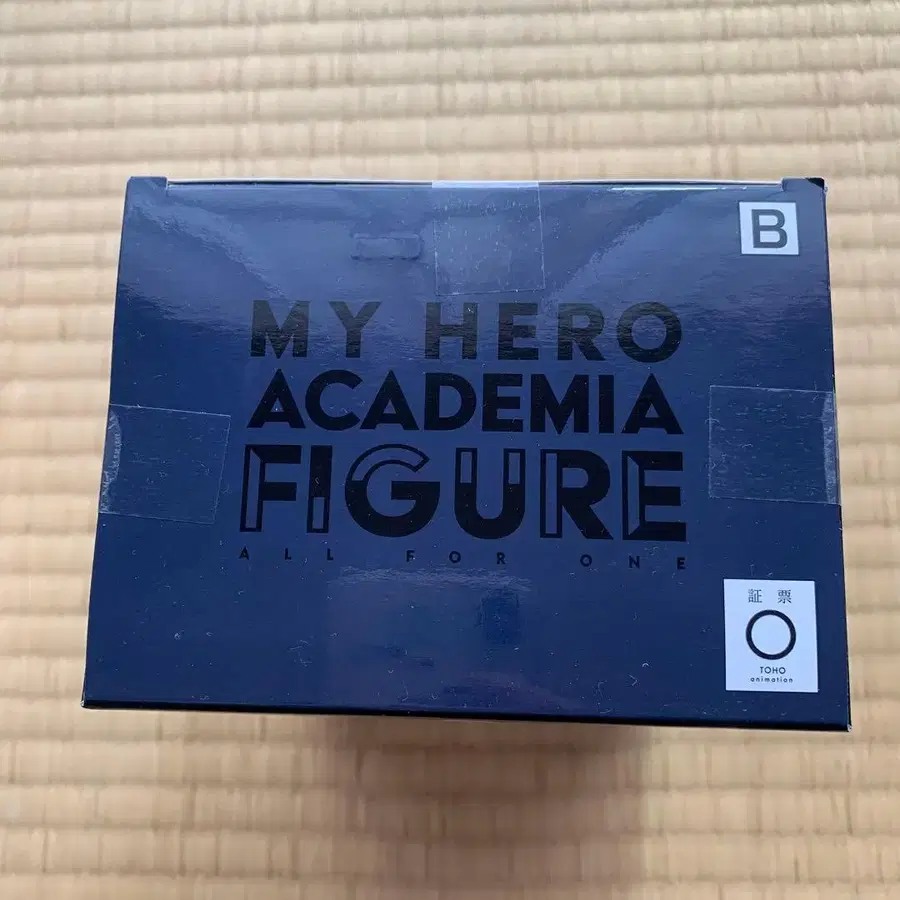 B
MY HERO
ACADEMIA
FIGURE
ALL FOR ONE
証票
TOHO
animation